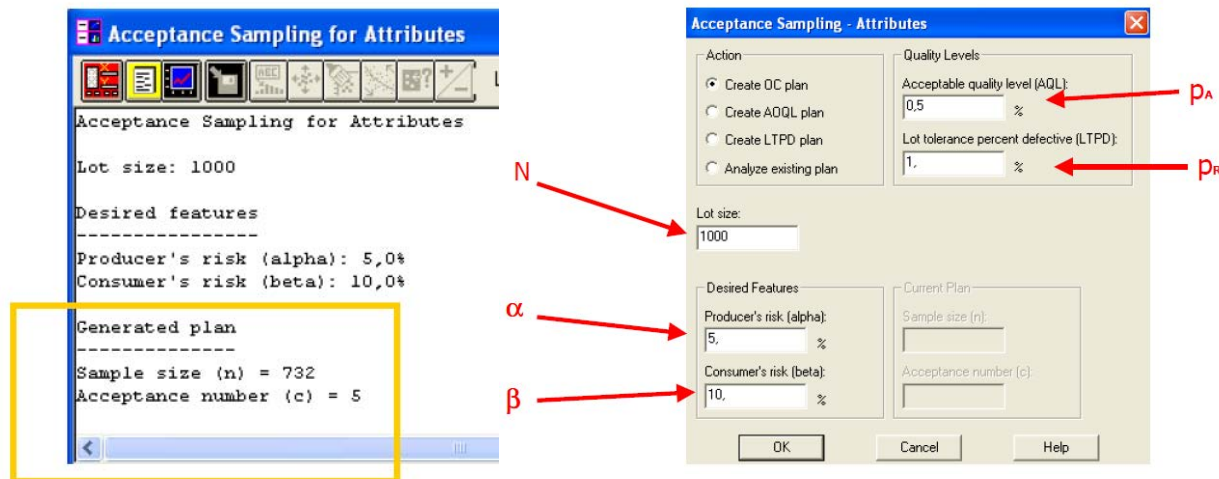 Acceptance Sampling for Attributes
ABC
Acceptance Sampling for Attributes
Lot size: 1000
Desired features
----------------
Producer's risk (alpha): 5,0%
Consumer's risk (beta): 10,0%
Generated plan
--------------
Sample size (n) = 732
Acceptance number (c) = 5
N
α
β
Acceptance Sampling - Attributes
Action
Create OC plan
Create AOQL plan
Create LTPD plan
Analyze existing plan
Quality Levels
Acceptable quality level (AQL):
0,5 %
Lot tolerance percent defective (LTPD):
1, %
Lot size:
1000
Desired Features
Producer's risk (alpha):
5, %
Consumer's risk (beta):
10, %
Current Plan
Sample size (n):
Acceptance number (c):
OK Cancel Help
pA
pR